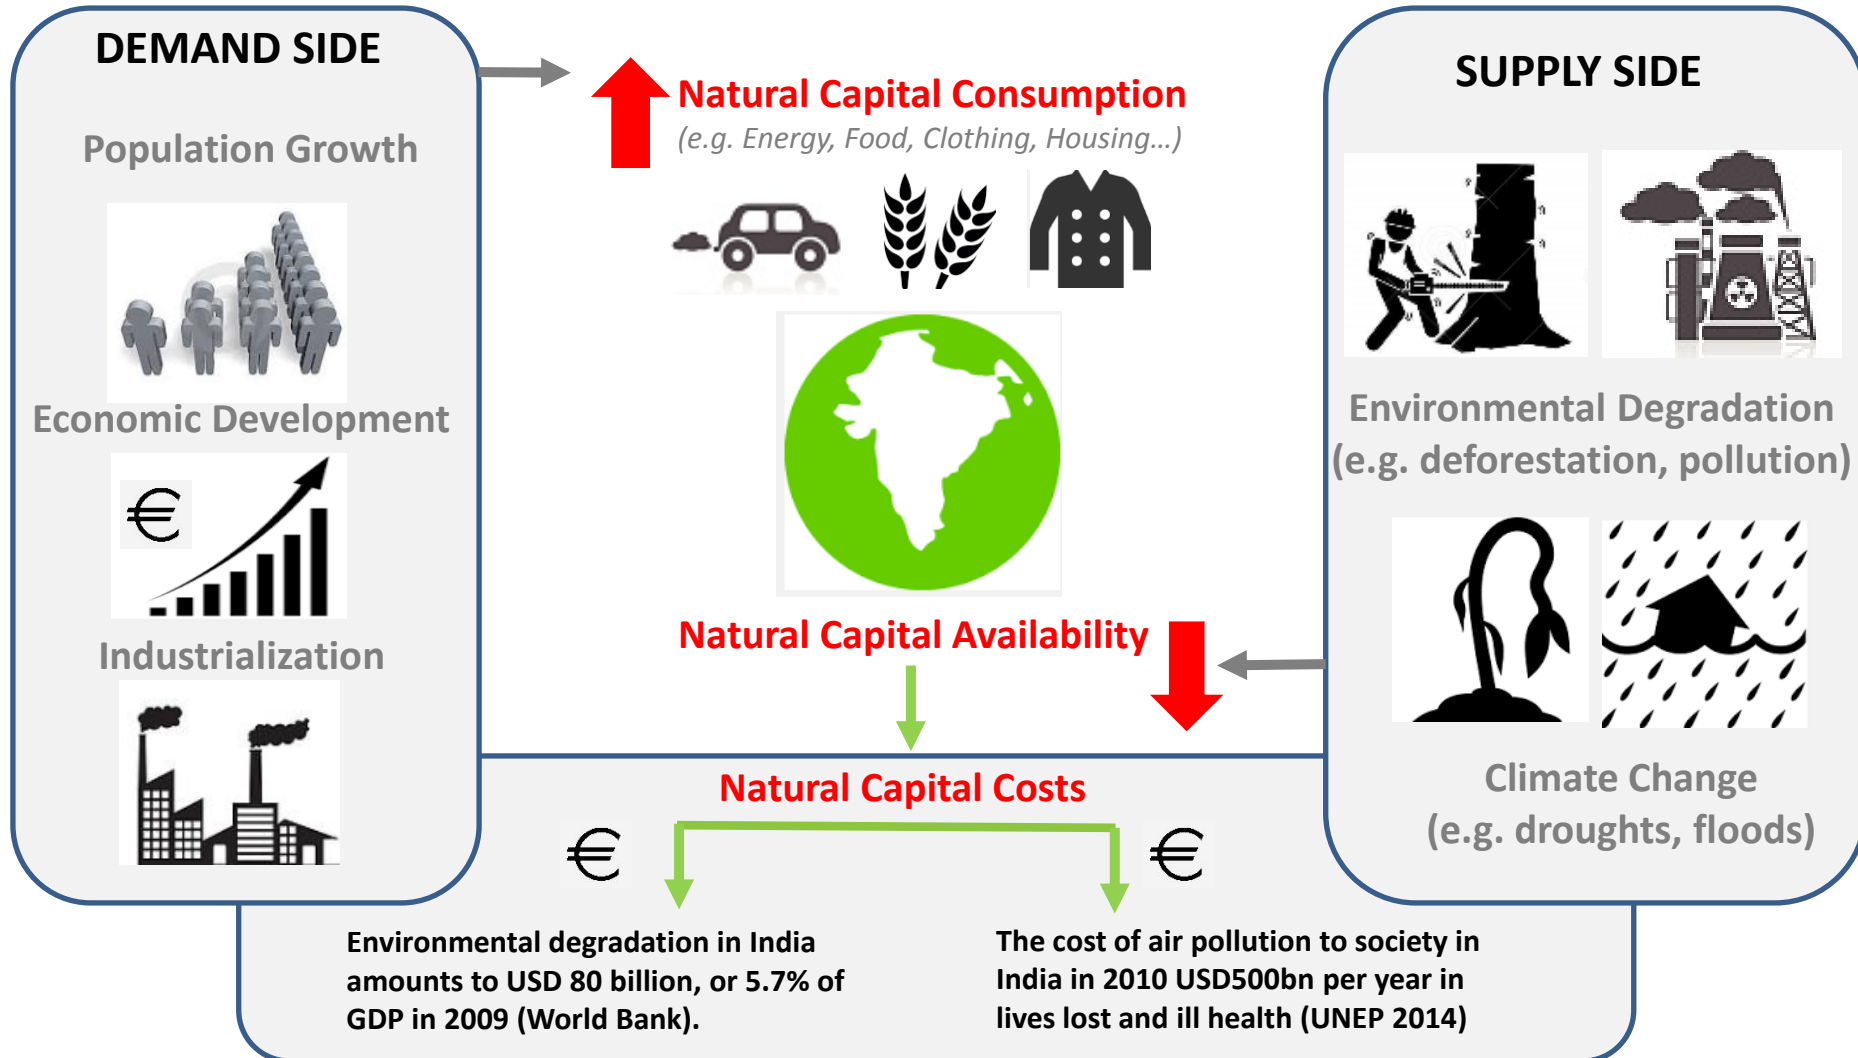 DEMAND SIDE
Population Growth
Economic Development
€
Industrialization
Natural Capital Consumption
(e.g. Energy, Food, Clothing, Housing…)
Natural Capital Availability
SUPPLY SIDE
Environmental Degradation
(e.g. deforestation, pollution)
Climate Change
(e.g. droughts, floods)
Natural Capital Costs
€
€
Environmental degradation in India
amounts to USD 80 billion, or 5.7% of
GDP in 2009 (World Bank).
The cost of air pollution to society in
India in 2010 USD500bn per year in
lives lost and ill health (UNEP 2014)